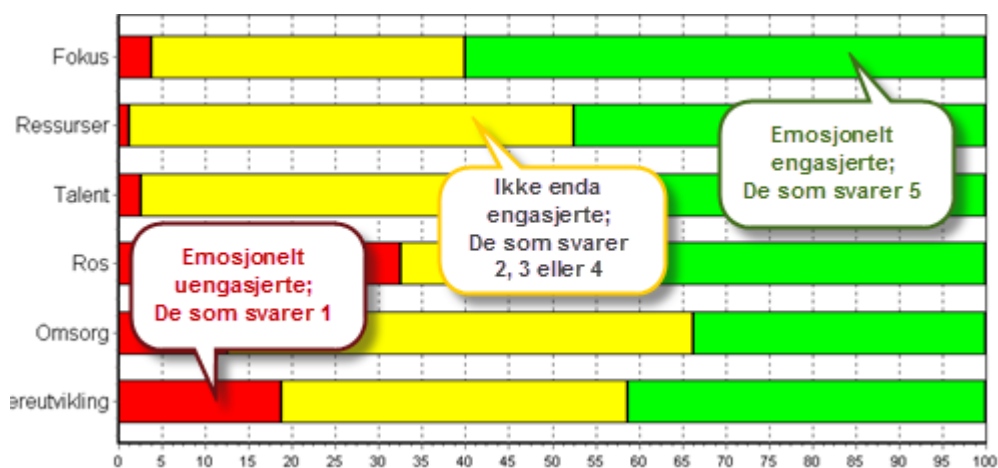 Fokus
Emosjonelt
engasjerte;
De som svarer 5
Ressurser
Ikke enda
engasjerte;
De som svarer
2, 3 eller 4
Talent
Emosjonelt
uengasjerte;
De som svarer 1
Ros
Omsorg
ereutvikling
0 5 10 15 20 25 30 35 40 45 50 55 60 65 70 75 80 85 90 95 100